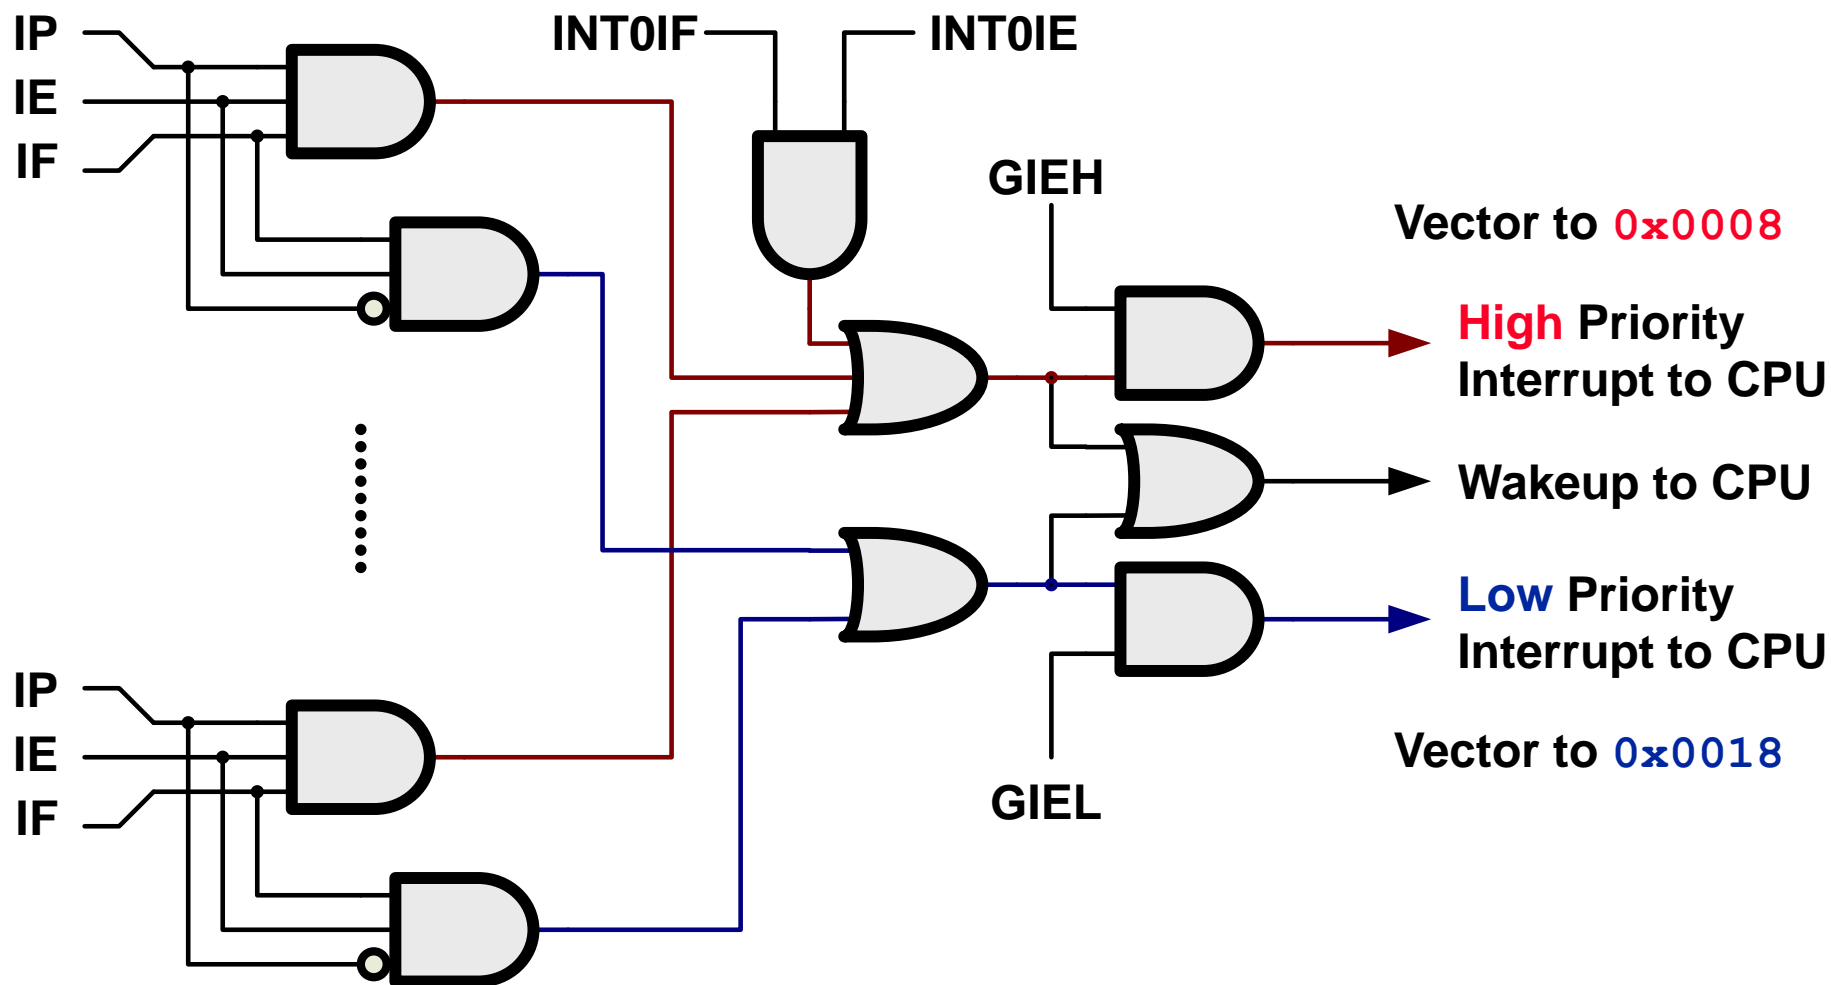 IP
IE
IF
INT0IF
INT0IE
GIEH
Vector to 0x0008
High Priority
Interrupt to CPU
Wakeup to CPU
Low Priority
Interrupt to CPU
IP
IE
IF
Vector to 0x0018
GIEL